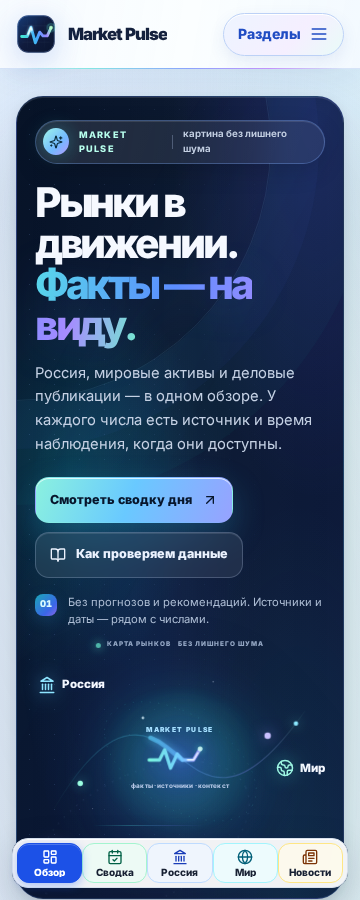 Market Pulse
Разделы
MARKET
PULSE
картина без лишнего
шума
Рынки в
движении.
Факты — на
виду.
Россия, мировые активы и деловые
публикации — в одном обзоре. У
каждого числа есть источник и время
наблюдения, когда они доступны.
Смотреть сводку дня
Как проверяем данные
01
Без прогнозов и рекомендаций. Источники и
даты — рядом с числами.
КАРТА РЫНКОВ БЕЗ ЛИШНЕГО ШУМА
Россия
MARKET PULSE
Мир
факты · источники · контекст
Обзор
Сводка
Россия
Мир
Новости